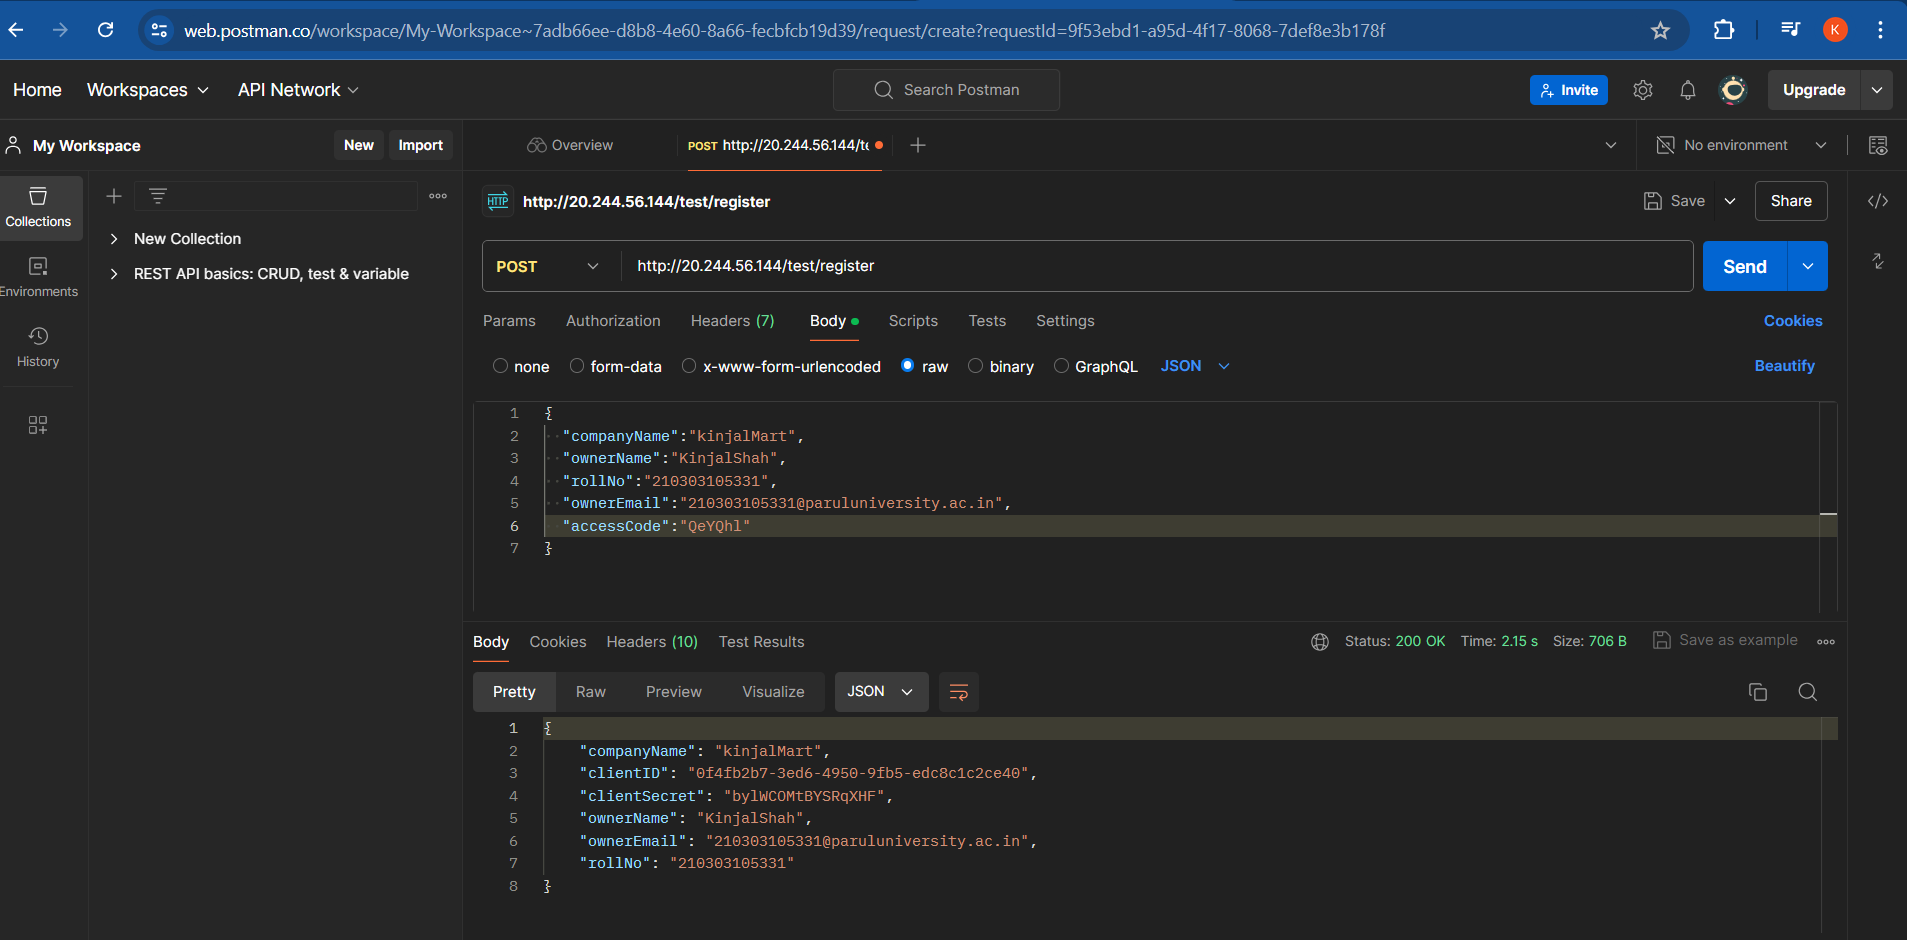 web.postman.co/workspace/My-Workspace~7adb66ee-d8b8-4e60-8a66-fecbfcb19d39/request/create?requestId=9f53ebd1-a95d-4f17-8068-7def8e3b178f
K
Home Workspaces API Network Search Postman Invite Upgrade
My Workspace New Import Overview POST http://20.244.56.144/te No environment
Collections
Environments
History
New Collection
REST API basics: CRUD, test & variable
HTTP http://20.244.56.144/test/register Save Share
POST http://20.244.56.144/test/register Send
Params Authorization Headers (7) Body Scripts Tests Settings Cookies
none form-data x-www-form-urlencoded raw binary GraphQL JSON Beautify
1 {
2 "companyName":"kinjalMart",
3 "ownerName":"KinjalShah",
4 "rollNo":"210303105331",
5 "ownerEmail":"210303105331@paruluniversity.ac.in",
6 "accessCode":"QeYQhl"
7 }
Body Cookies Headers (10) Test Results Status: 200 OK Time: 2.15 s Size: 706 B Save as example
Pretty Raw Preview Visualize JSON
1 {
2 "companyName": "kinjalMart",
3 "clientID": "0f4fb2b7-3ed6-4950-9fb5-edc8c1c2ce40",
4 "clientSecret": "bylWCOMtBYSRqXHF",
5 "ownerName": "KinjalShah",
6 "ownerEmail": "210303105331@paruluniversity.ac.in",
7 "rollNo": "210303105331"
8 }